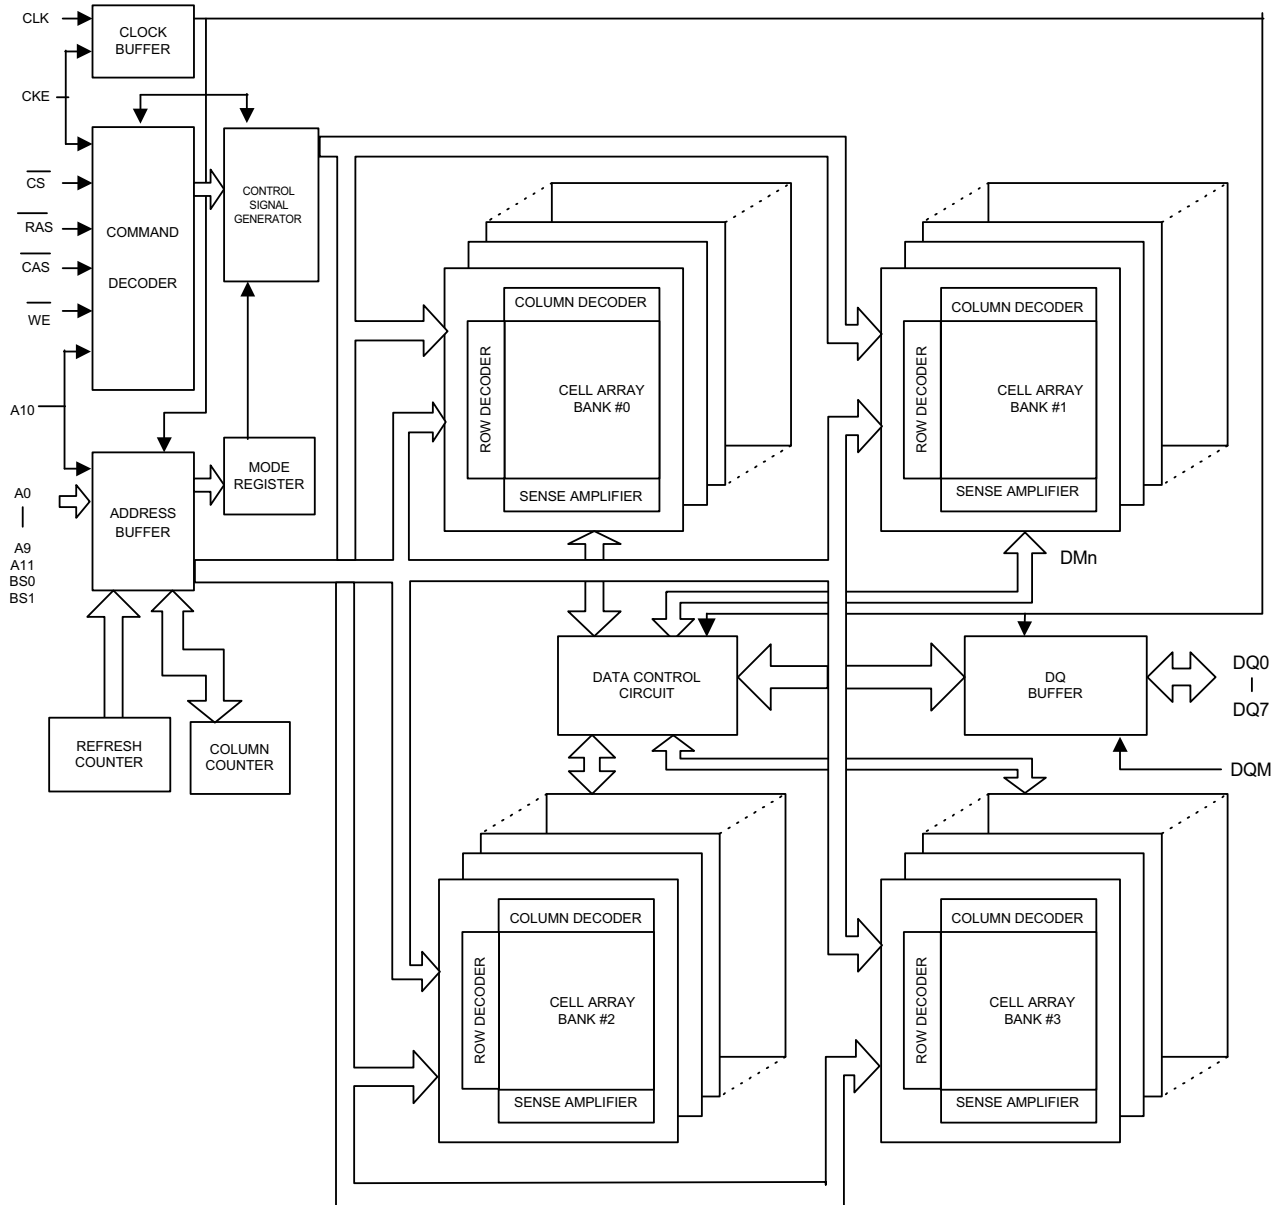 CLK
CLOCK
BUFFER
CKE
CS
RAS
CAS
WE
COMMAND
DECODER
CONTROL
SIGNAL
GENERATOR
A10
MODE
REGISTER
A0
A9
A11
BS0
BS1
ADDRESS
BUFFER
REFRESH
COUNTER
COLUMN
COUNTER
COLUMN DECODER
ROW DECODER
CELL ARRAY
BANK #0
SENSE AMPLIFIER
COLUMN DECODER
ROW DECODER
CELL ARRAY
BANK #1
SENSE AMPLIFIER
DMn
DATA CONTROL
CIRCUIT
DQ
BUFFER
DQ0
DQ7
DQM
COLUMN DECODER
ROW DECODER
CELL ARRAY
BANK #2
SENSE AMPLIFIER
COLUMN DECODER
ROW DECODER
CELL ARRAY
BANK #3
SENSE AMPLIFIER